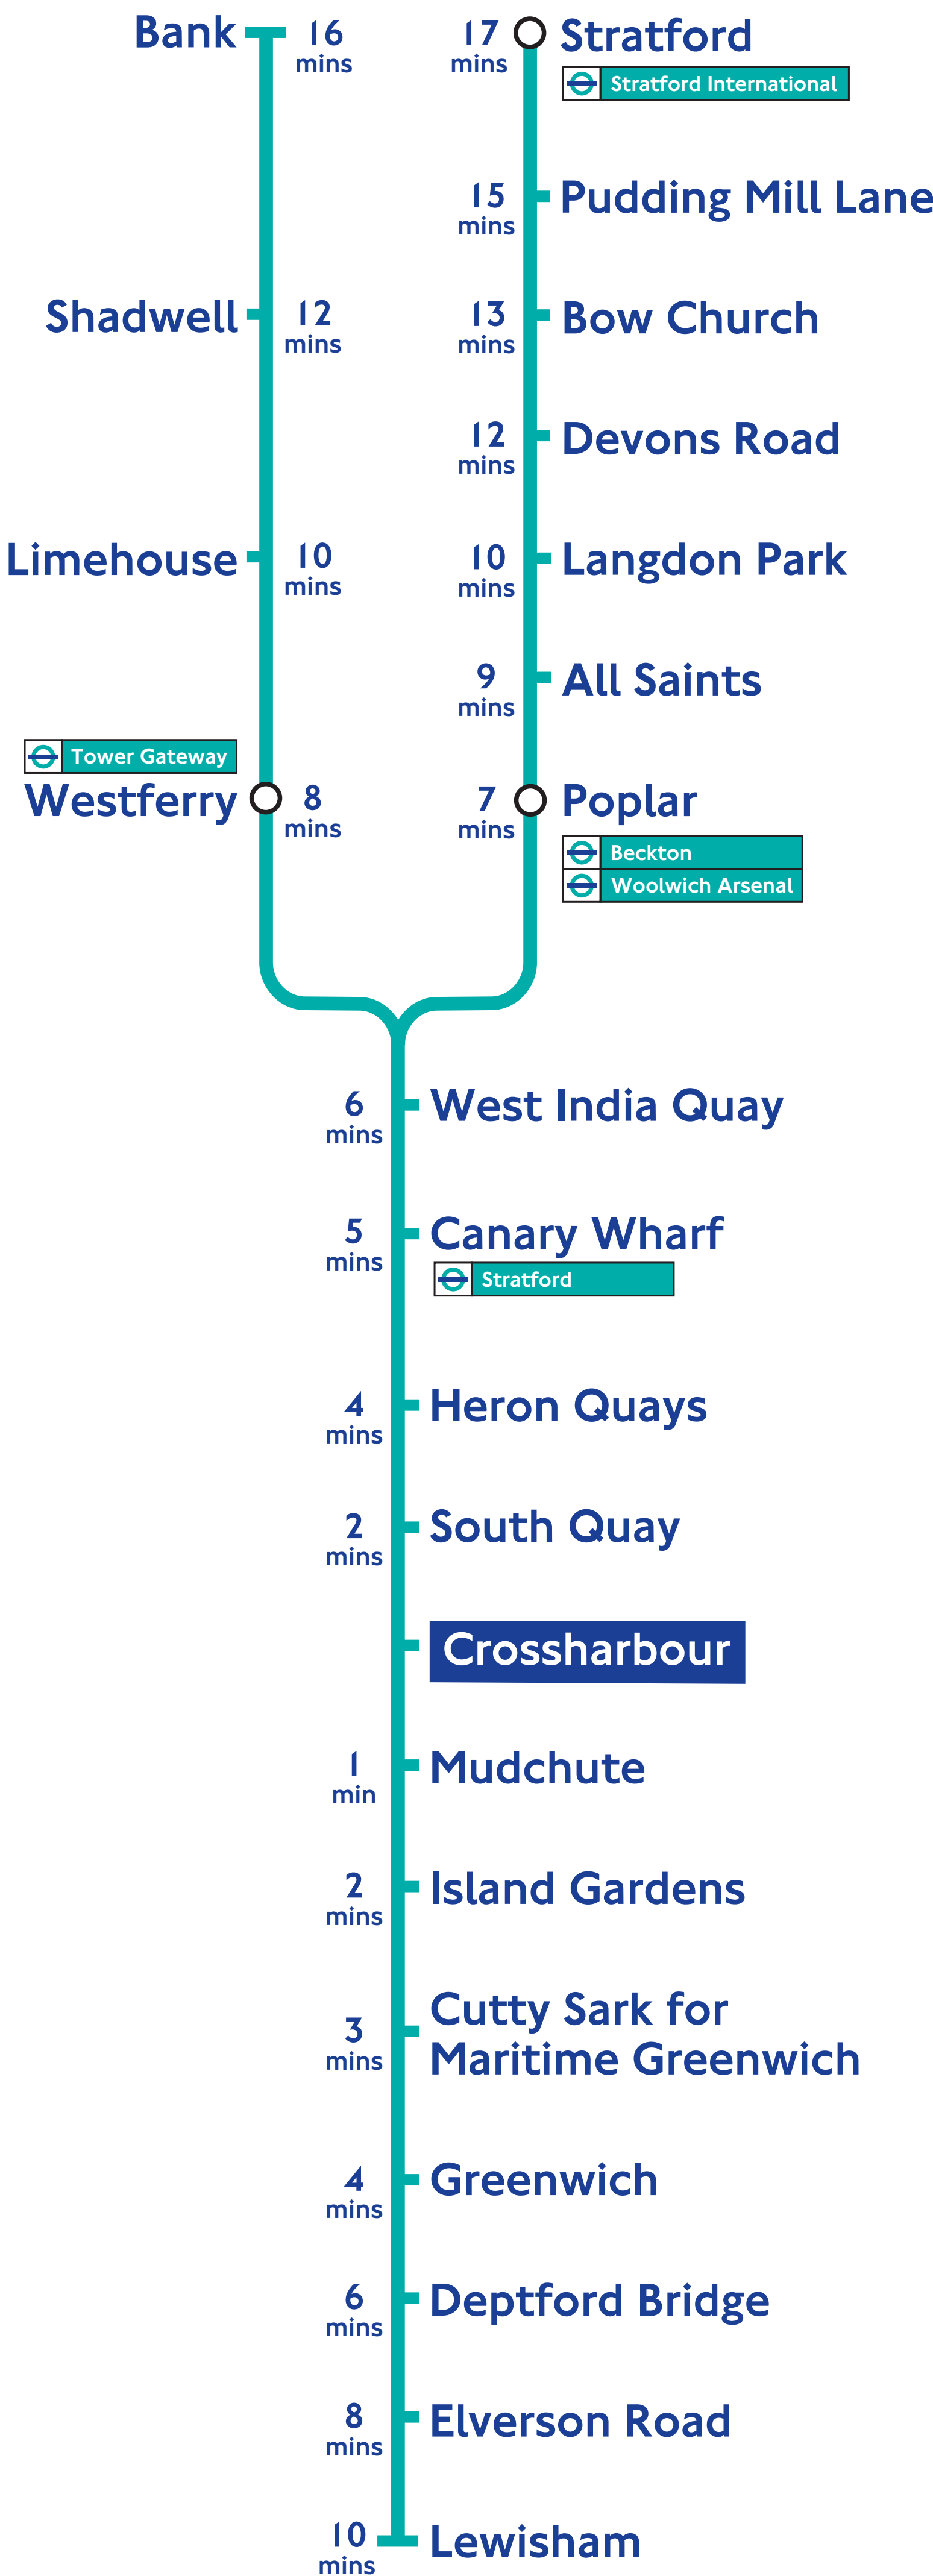 Bank
16
mins
17
mins
Stratford
Stratford International
15
mins
Pudding Mill Lane
Shadwell
12
mins
13
mins
Bow Church
12
mins
Devons Road
Limehouse
10
mins
10
mins
Langdon Park
9
mins
All Saints
Tower Gateway
Westferry
8
mins
7
mins
Poplar
Beckton
Woolwich Arsenal
6
mins
West India Quay
5
mins
Canary Wharf
Stratford
4
mins
Heron Quays
2
mins
South Quay
Crossharbour
1
min
Mudchute
2
mins
Island Gardens
3
mins
Cutty Sark for
Maritime Greenwich
4
mins
Greenwich
6
mins
Deptford Bridge
8
mins
Elverson Road
10
mins
Lewisham